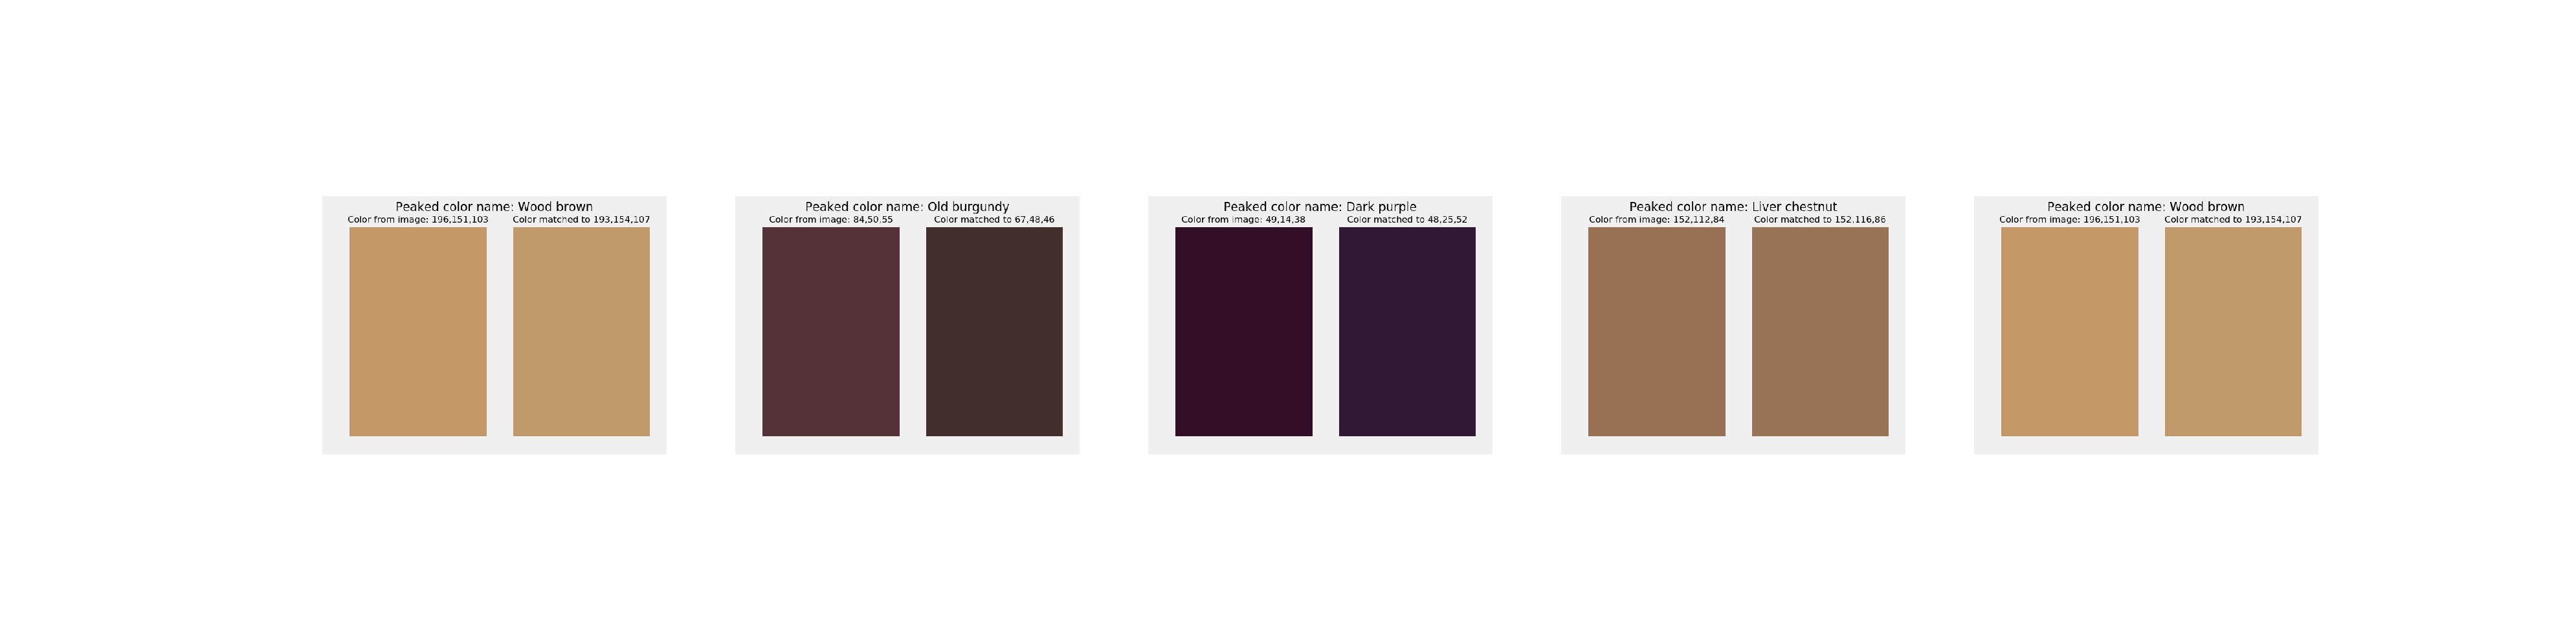 Peaked color name: Wood brown
Color from image: 196,151,103
Color matched to 193,154,107
Peaked color name: Old burgundy
Color from image: 84,50,55
Color matched to 67,48,46
Peaked color name: Dark purple
Color from image: 49,14,38
Color matched to 48,25,52
Peaked color name: Liver chestnut
Color from image: 152,112,84
Color matched to 152,116,86
Peaked color name: Wood brown
Color from image: 196,151,103
Color matched to 193,154,107